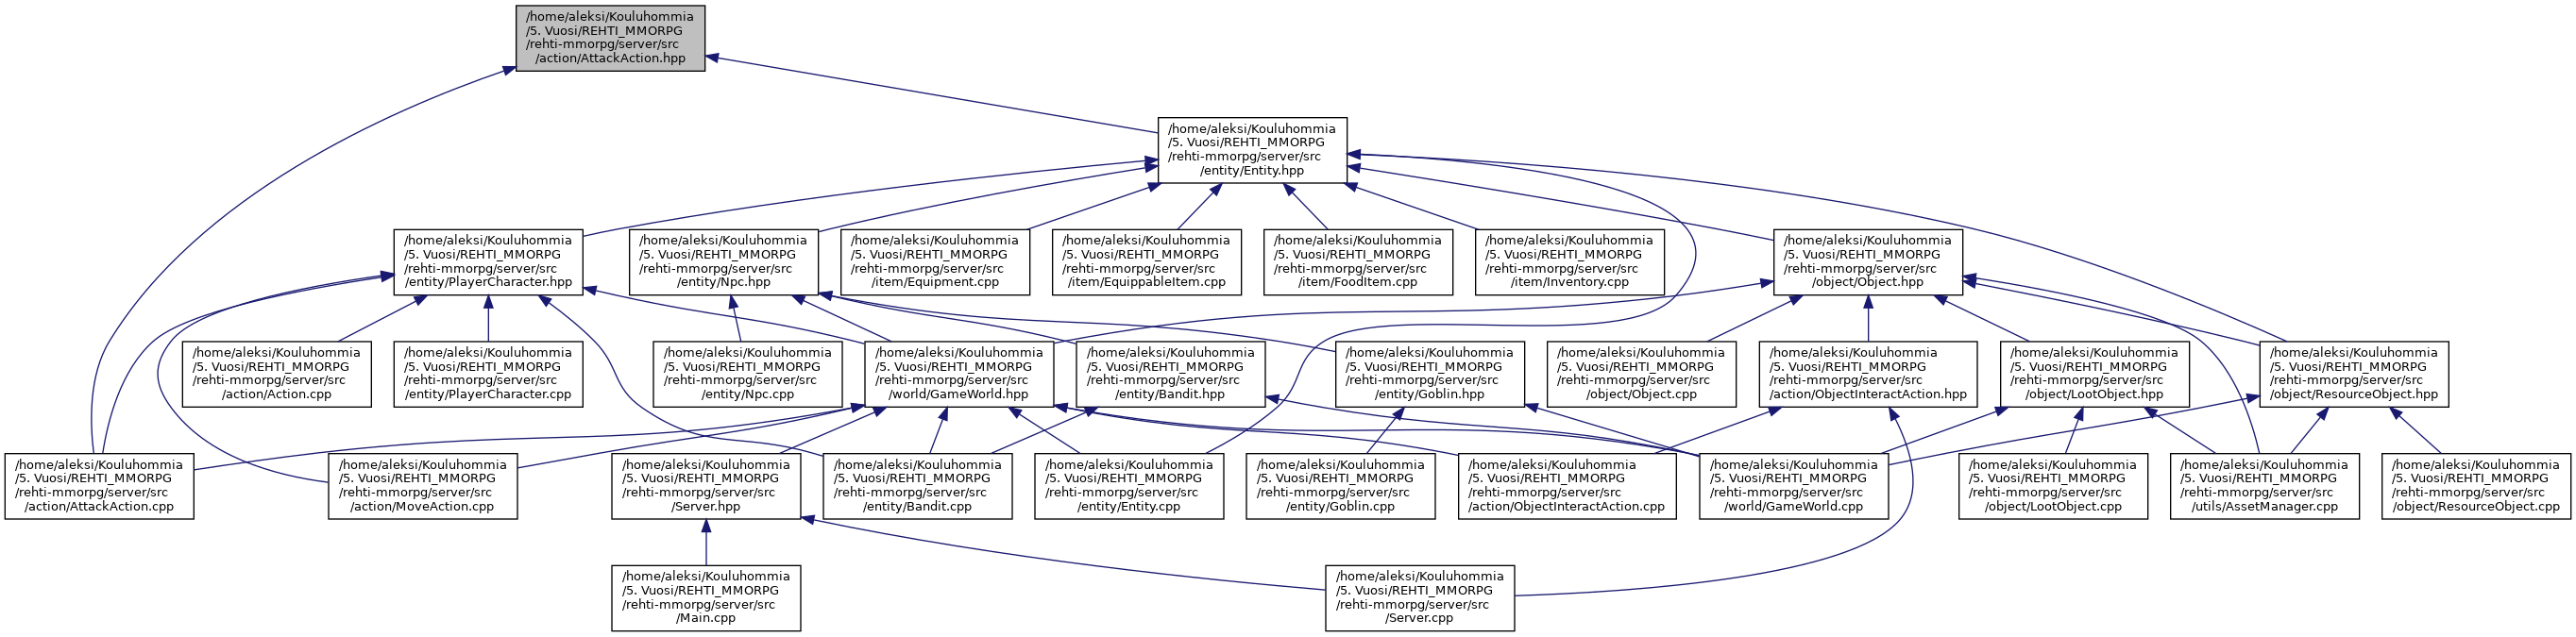 /home/aleksi/Kouluhommia
/5. Vuosi/REHTI_MMORPG
/rehti-mmorpg/server/src
/action/AttackAction.hpp
/home/aleksi/Kouluhommia
/5. Vuosi/REHTI_MMORPG
/rehti-mmorpg/server/src
/entity/Entity.hpp
/home/aleksi/Kouluhommia
/5. Vuosi/REHTI_MMORPG
/rehti-mmorpg/server/src
/entity/PlayerCharacter.hpp
/home/aleksi/Kouluhommia
/5. Vuosi/REHTI_MMORPG
/rehti-mmorpg/server/src
/entity/Npc.hpp
/home/aleksi/Kouluhommia
/5. Vuosi/REHTI_MMORPG
/rehti-mmorpg/server/src
/item/Equipment.cpp
/home/aleksi/Kouluhommia
/5. Vuosi/REHTI_MMORPG
/rehti-mmorpg/server/src
/item/EquippableItem.cpp
/home/aleksi/Kouluhommia
/5. Vuosi/REHTI_MMORPG
/rehti-mmorpg/server/src
/item/FoodItem.cpp
/home/aleksi/Kouluhommia
/5. Vuosi/REHTI_MMORPG
/rehti-mmorpg/server/src
/item/Inventory.cpp
/home/aleksi/Kouluhommia
/5. Vuosi/REHTI_MMORPG
/rehti-mmorpg/server/src
/object/Object.hpp
/home/aleksi/Kouluhommia
/5. Vuosi/REHTI_MMORPG
/rehti-mmorpg/server/src
/action/Action.cpp
/home/aleksi/Kouluhommia
/5. Vuosi/REHTI_MMORPG
/rehti-mmorpg/server/src
/entity/PlayerCharacter.cpp
/home/aleksi/Kouluhommia
/5. Vuosi/REHTI_MMORPG
/rehti-mmorpg/server/src
/entity/Npc.cpp
/home/aleksi/Kouluhommia
/5. Vuosi/REHTI_MMORPG
/rehti-mmorpg/server/src
/world/GameWorld.hpp
/home/aleksi/Kouluhommia
/5. Vuosi/REHTI_MMORPG
/rehti-mmorpg/server/src
/entity/Bandit.hpp
/home/aleksi/Kouluhommia
/5. Vuosi/REHTI_MMORPG
/rehti-mmorpg/server/src
/entity/Goblin.hpp
/home/aleksi/Kouluhommia
/5. Vuosi/REHTI_MMORPG
/rehti-mmorpg/server/src
/object/Object.cpp
/home/aleksi/Kouluhommia
/5. Vuosi/REHTI_MMORPG
/rehti-mmorpg/server/src
/action/ObjectInteractAction.hpp
/home/aleksi/Kouluhommia
/5. Vuosi/REHTI_MMORPG
/rehti-mmorpg/server/src
/object/LootObject.hpp
/home/aleksi/Kouluhommia
/5. Vuosi/REHTI_MMORPG
/rehti-mmorpg/server/src
/object/ResourceObject.hpp
/home/aleksi/Kouluhommia
/5. Vuosi/REHTI_MMORPG
/rehti-mmorpg/server/src
/action/AttackAction.cpp
/home/aleksi/Kouluhommia
/5. Vuosi/REHTI_MMORPG
/rehti-mmorpg/server/src
/action/MoveAction.cpp
/home/aleksi/Kouluhommia
/5. Vuosi/REHTI_MMORPG
/rehti-mmorpg/server/src
/Server.hpp
/home/aleksi/Kouluhommia
/5. Vuosi/REHTI_MMORPG
/rehti-mmorpg/server/src
/entity/Bandit.cpp
/home/aleksi/Kouluhommia
/5. Vuosi/REHTI_MMORPG
/rehti-mmorpg/server/src
/entity/Entity.cpp
/home/aleksi/Kouluhommia
/5. Vuosi/REHTI_MMORPG
/rehti-mmorpg/server/src
/entity/Goblin.cpp
/home/aleksi/Kouluhommia
/5. Vuosi/REHTI_MMORPG
/rehti-mmorpg/server/src
/action/ObjectInteractAction.cpp
/home/aleksi/Kouluhommia
/5. Vuosi/REHTI_MMORPG
/rehti-mmorpg/server/src
/world/GameWorld.cpp
/home/aleksi/Kouluhommia
/5. Vuosi/REHTI_MMORPG
/rehti-mmorpg/server/src
/object/LootObject.cpp
/home/aleksi/Kouluhommia
/5. Vuosi/REHTI_MMORPG
/rehti-mmorpg/server/src
/utils/AssetManager.cpp
/home/aleksi/Kouluhommia
/5. Vuosi/REHTI_MMORPG
/rehti-mmorpg/server/src
/object/ResourceObject.cpp
/home/aleksi/Kouluhommia
/5. Vuosi/REHTI_MMORPG
/rehti-mmorpg/server/src
/Main.cpp
/home/aleksi/Kouluhommia
/5. Vuosi/REHTI_MMORPG
/rehti-mmorpg/server/src
/Server.cpp